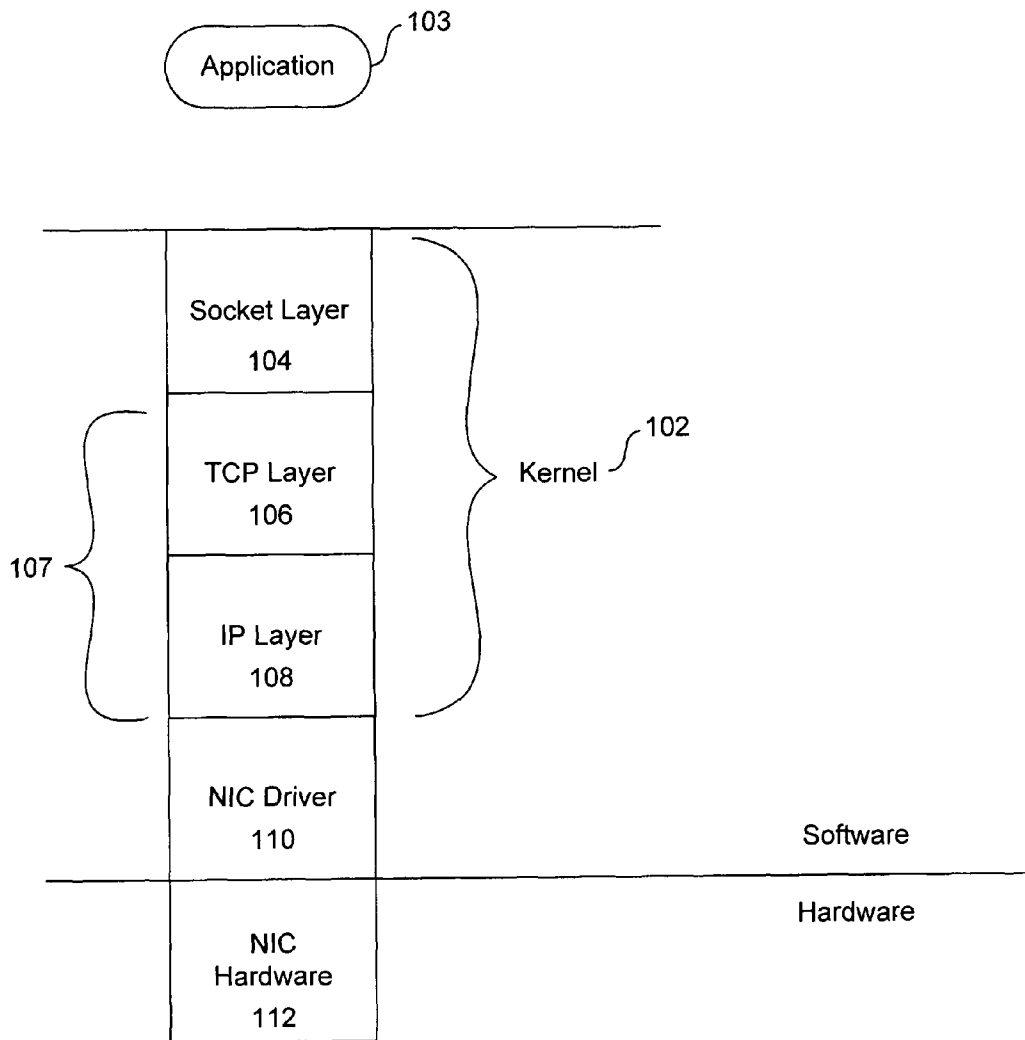 103
Application
Socket Layer
104
TCP Layer
106
Kernel
102
107
IP Layer
108
NIC Driver
110
Software
Hardware
NIC
Hardware
112